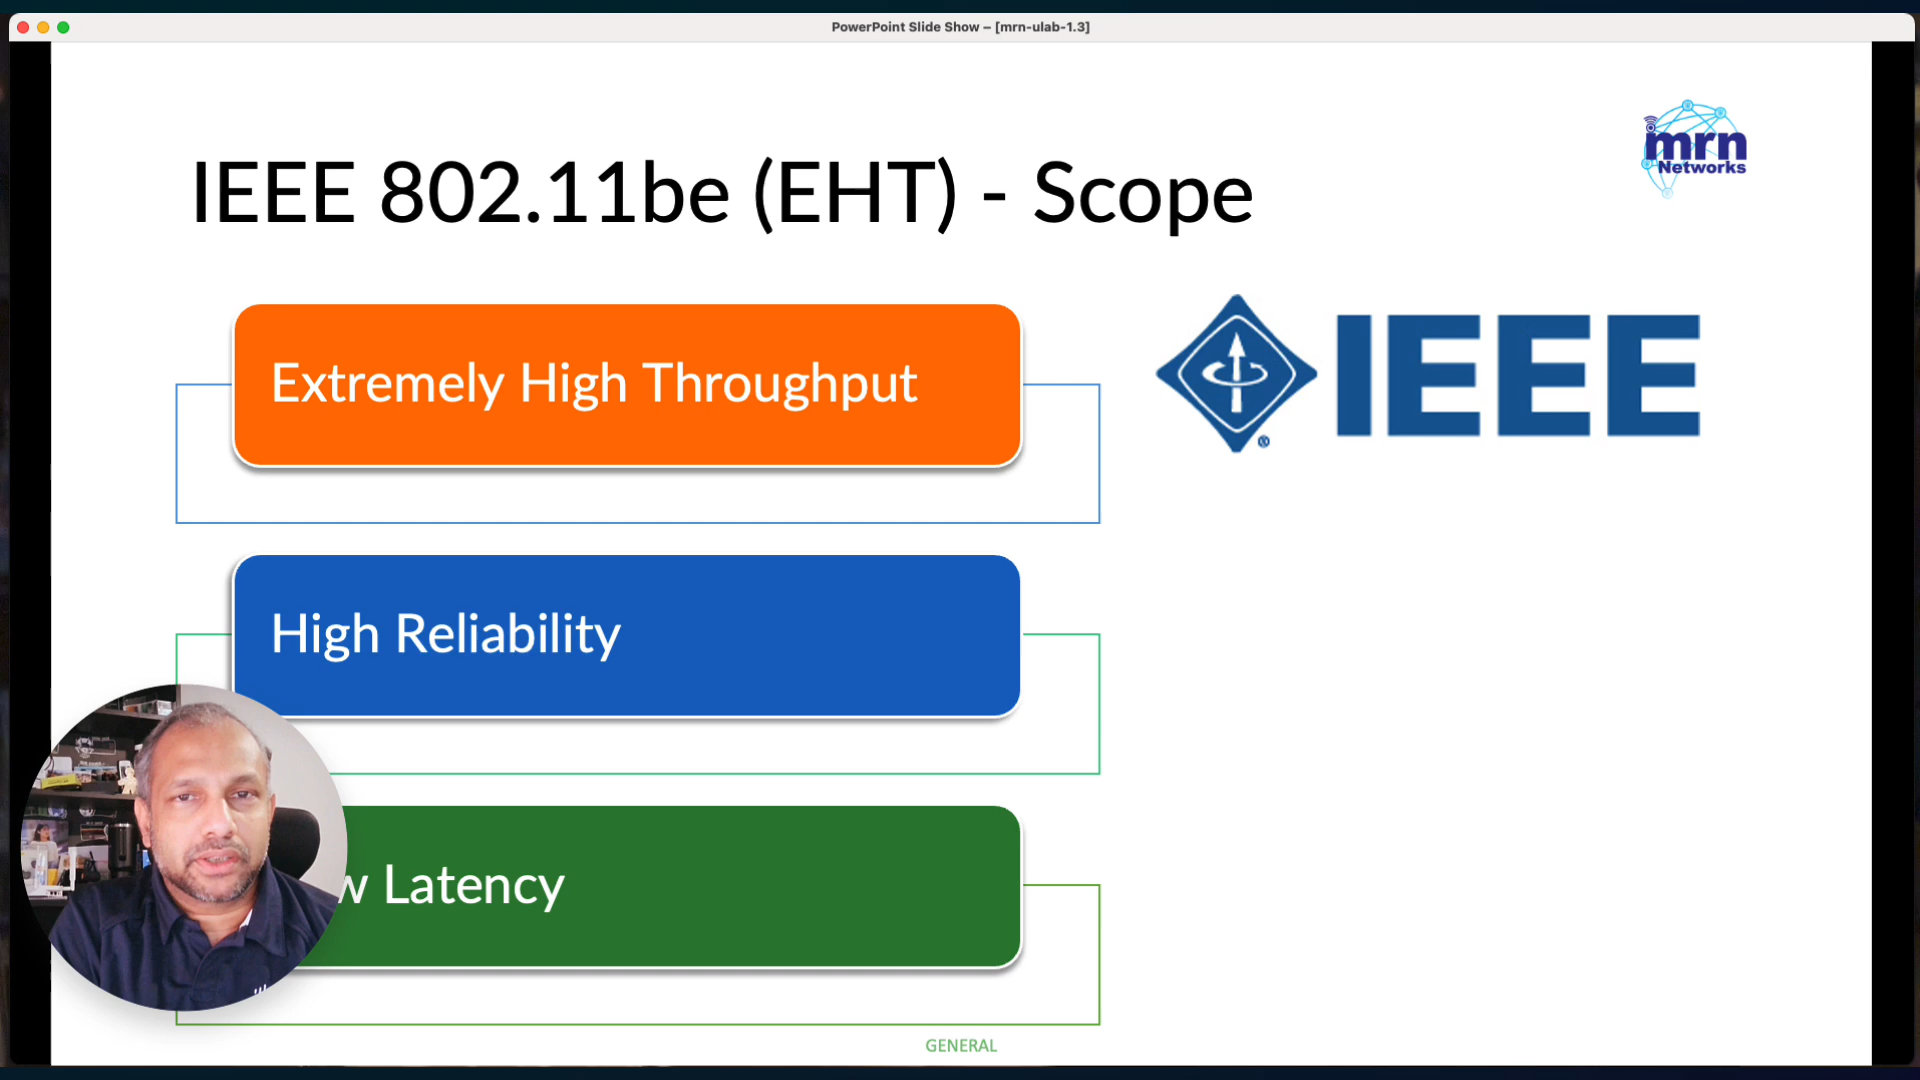 PowerPoint Slide Show – [mrn-ulab-1.3]
mrn
Networks
IEEE 802.11be (EHT) - Scope
Extremely High Throughput
IEEE
High Reliability
w Latency
GENERAL